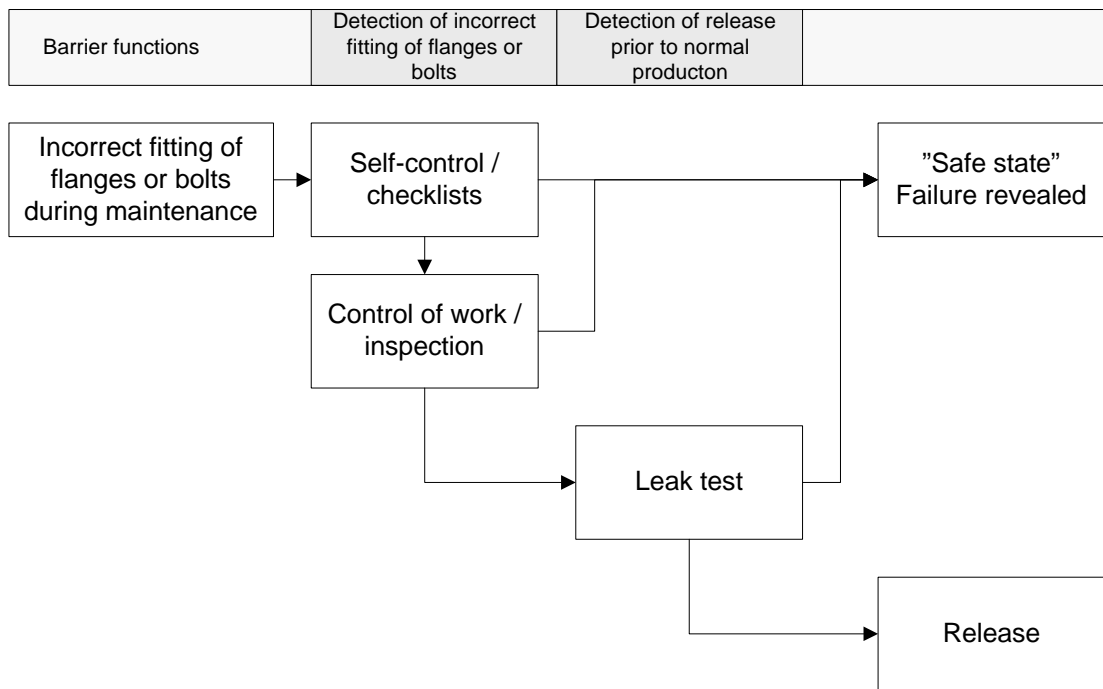 Barrier functions
Detection of incorrect
fitting of flanges or
bolts
Detection of release
prior to normal
producton
Incorrect fitting of
flanges or bolts
during maintenance
Self-control /
checklists
”Safe state”
Failure revealed
Control of work /
inspection
Leak test
Release